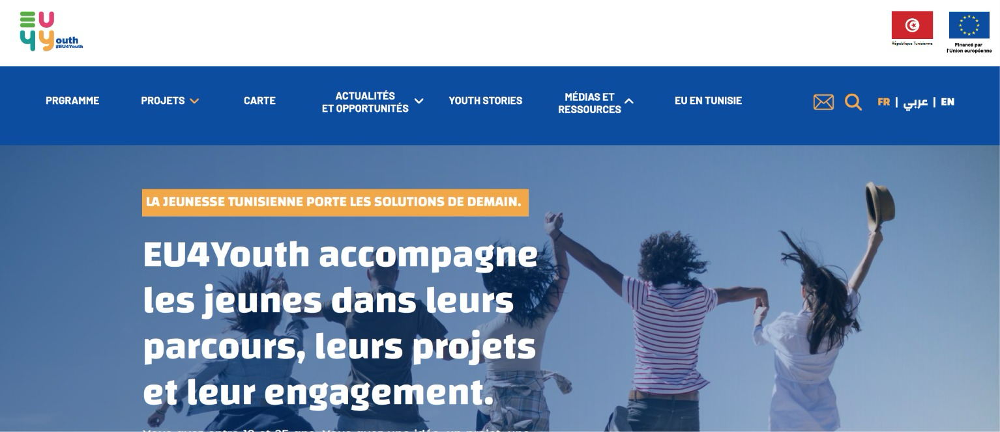 EU
4Youth
#EU4Youth
République Tunisienne
Financé par
l'Union européenne
PRGRAMME
PROJETS
CARTE
ACTUALITÉS
ET OPPORTUNITÉS
YOUTH STORIES
MÉDIAS ET
RESSOURCES
EU EN TUNISIE
FR | عربي | EN
LA JEUNESSE TUNISIENNE PORTE LES SOLUTIONS DE DEMAIN.
EU4Youth accompagne
les jeunes dans leurs
parcours, leurs projets
et leur engagement.